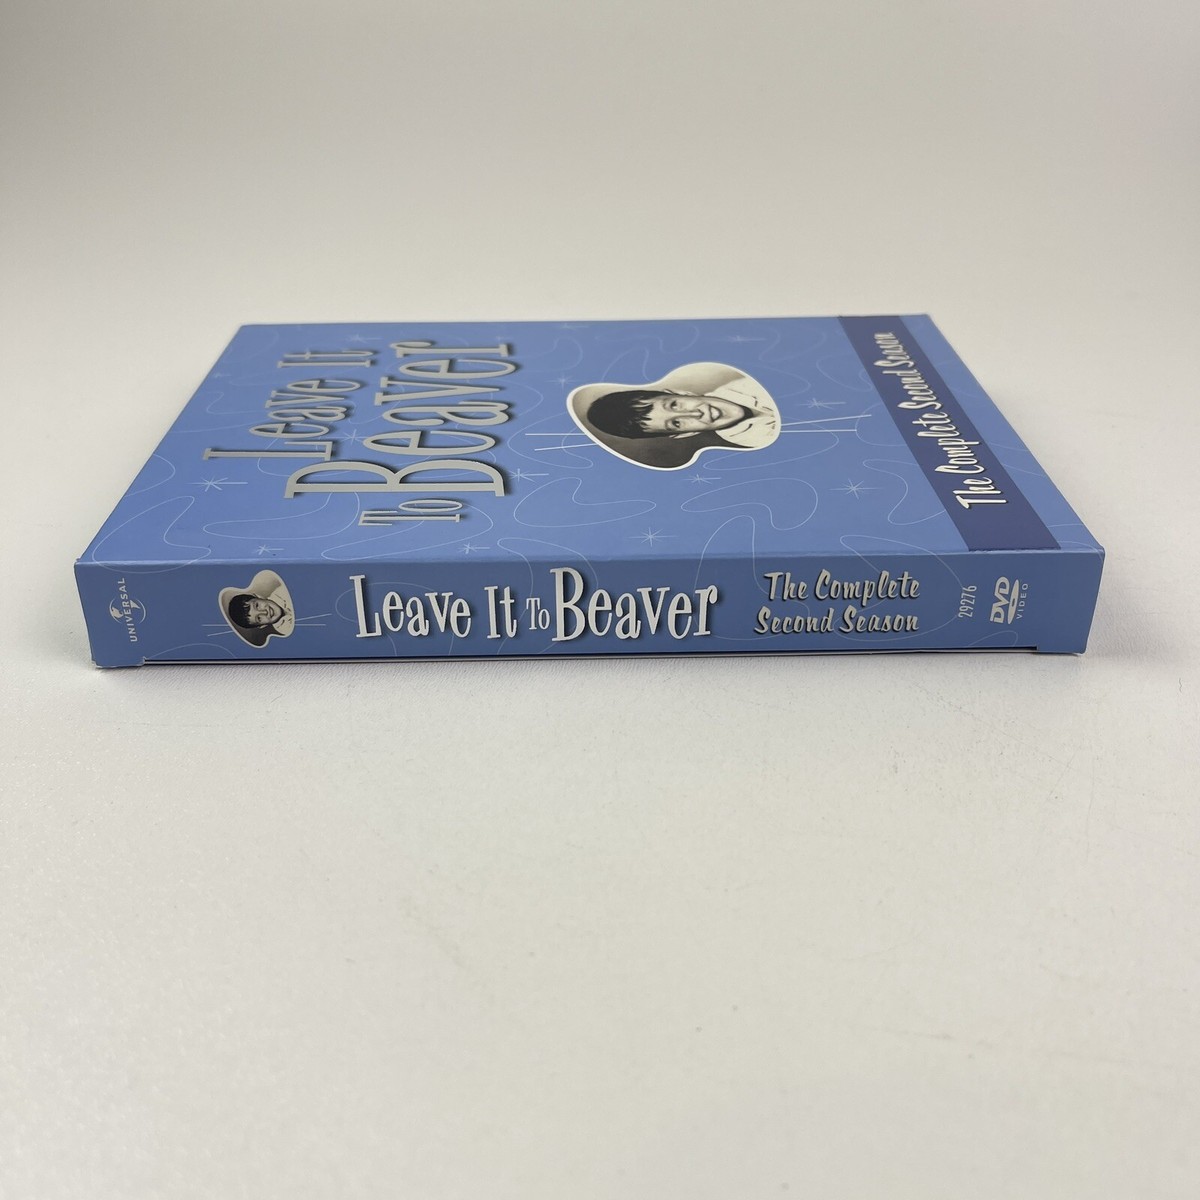 Leave It
To Beaver
The Complete Second Season
UNIVERSAL
Leave It To Beaver
The Complete
Second Season
29276
DVD
VIDEO